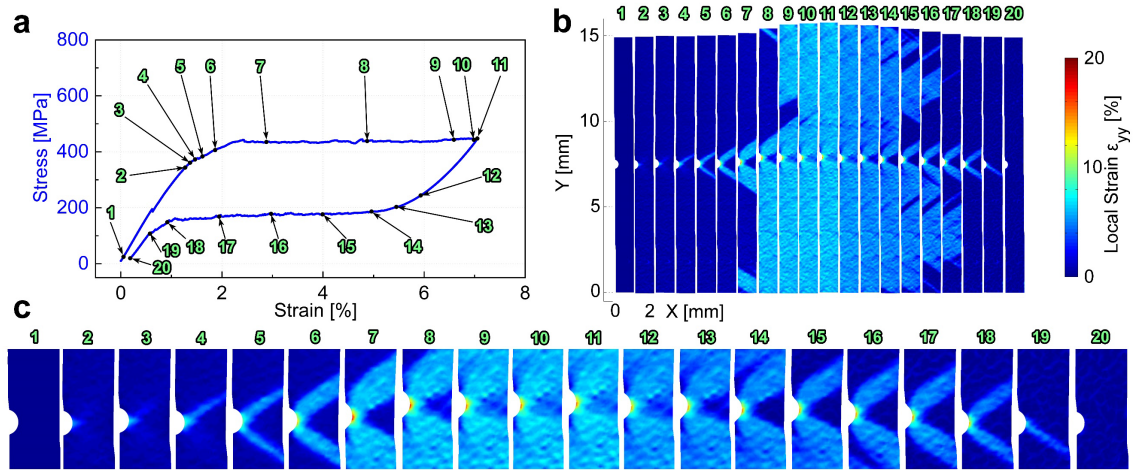 a
800
600
400
200
0
Stress [MPa]
0 2 4 6 8
Strain [%]
1
2
3
4
5
6
7
8
9
10
11
12
13
14
15
16
17
18
19
20
b
1 2 3 4 5 6 7 8 9 10 11 12 13 14 15 16 17 18 19 20
15
10
5
0
Y [mm]
0 2 X [mm]
20
10
0
Local Strain ε_yy [%]
c
1 2 3 4 5 6 7 8 9 10 11 12 13 14 15 16 17 18 19 20